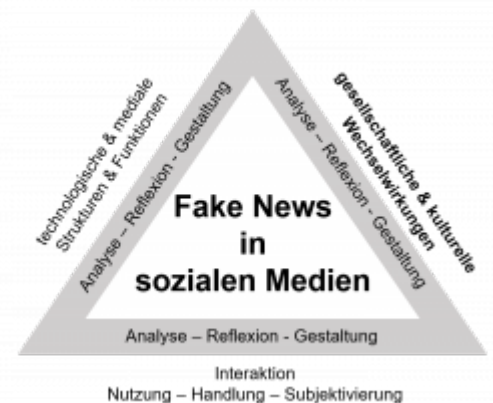 technologische & mediale
Strukturen & Funktionen
Analyse – Reflexion - Gestaltung
gesellschaftliche & kulturelle
Wechselwirkungen
Analyse – Reflexion - Gestaltung
Fake News
in
sozialen Medien
Analyse – Reflexion - Gestaltung
Interaktion
Nutzung – Handlung – Subjektivierung